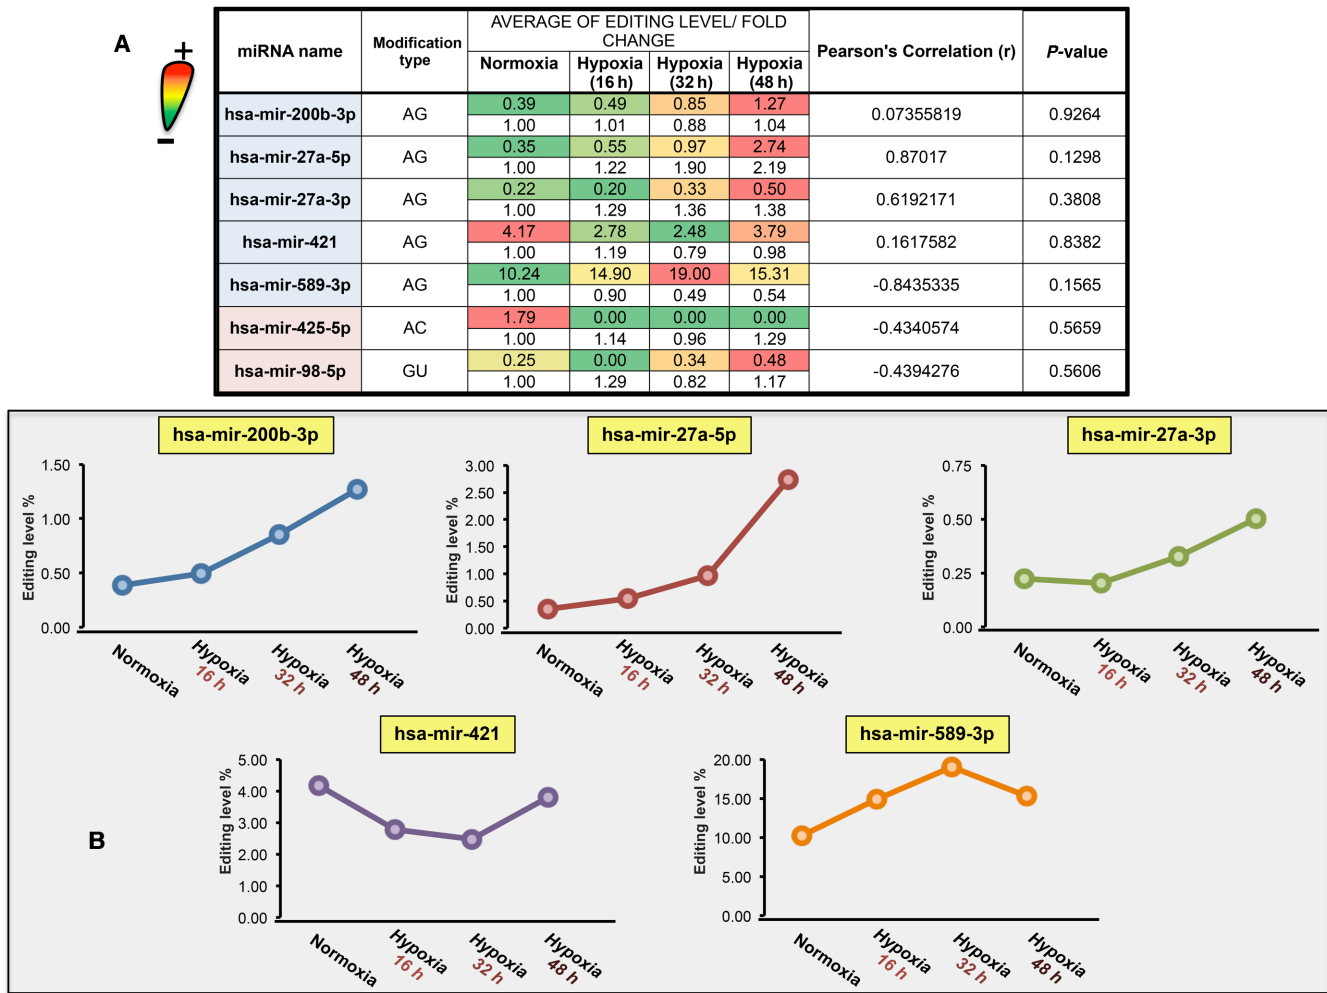 A
+
−
miRNA name
Modification type
AVERAGE OF EDITING LEVEL/ FOLD CHANGE
Normoxia
Hypoxia (16 h)
Hypoxia (32 h)
Hypoxia (48 h)
Pearson's Correlation (r)
P-value
hsa-mir-200b-3p AG 0.39 0.49 0.85 1.27 0.07355819 0.9264
1.00 1.01 0.88 1.04
hsa-mir-27a-5p AG 0.35 0.55 0.97 2.74 0.87017 0.1298
1.00 1.22 1.90 2.19
hsa-mir-27a-3p AG 0.22 0.20 0.33 0.50 0.6192171 0.3808
1.00 1.29 1.36 1.38
hsa-mir-421 AG 4.17 2.78 2.48 3.79 0.1617582 0.8382
1.00 1.19 0.79 0.98
hsa-mir-589-3p AG 10.24 14.90 19.00 15.31 -0.8435335 0.1565
1.00 0.90 0.49 0.54
hsa-mir-425-5p AC 1.79 0.00 0.00 0.00 -0.4340574 0.5659
1.00 1.14 0.96 1.29
hsa-mir-98-5p GU 0.25 0.00 0.34 0.48 -0.4394276 0.5606
1.00 1.29 0.82 1.17
B
hsa-mir-200b-3p
Editing level %
1.50
1.00
0.50
0.00
Normoxia
Hypoxia 16 h
Hypoxia 32 h
Hypoxia 48 h
hsa-mir-27a-5p
Editing level %
3.00
2.50
2.00
1.50
1.00
0.50
0.00
Normoxia
Hypoxia 16 h
Hypoxia 32 h
Hypoxia 48 h
hsa-mir-27a-3p
Editing level %
0.75
0.50
0.25
0.00
Normoxia
Hypoxia 16 h
Hypoxia 32 h
Hypoxia 48 h
hsa-mir-421
Editing level %
5.00
4.00
3.00
2.00
1.00
0.00
Normoxia
Hypoxia 16 h
Hypoxia 32 h
Hypoxia 48 h
hsa-mir-589-3p
Editing level %
20.00
15.00
10.00
5.00
0.00
Normoxia
Hypoxia 16 h
Hypoxia 32 h
Hypoxia 48 h